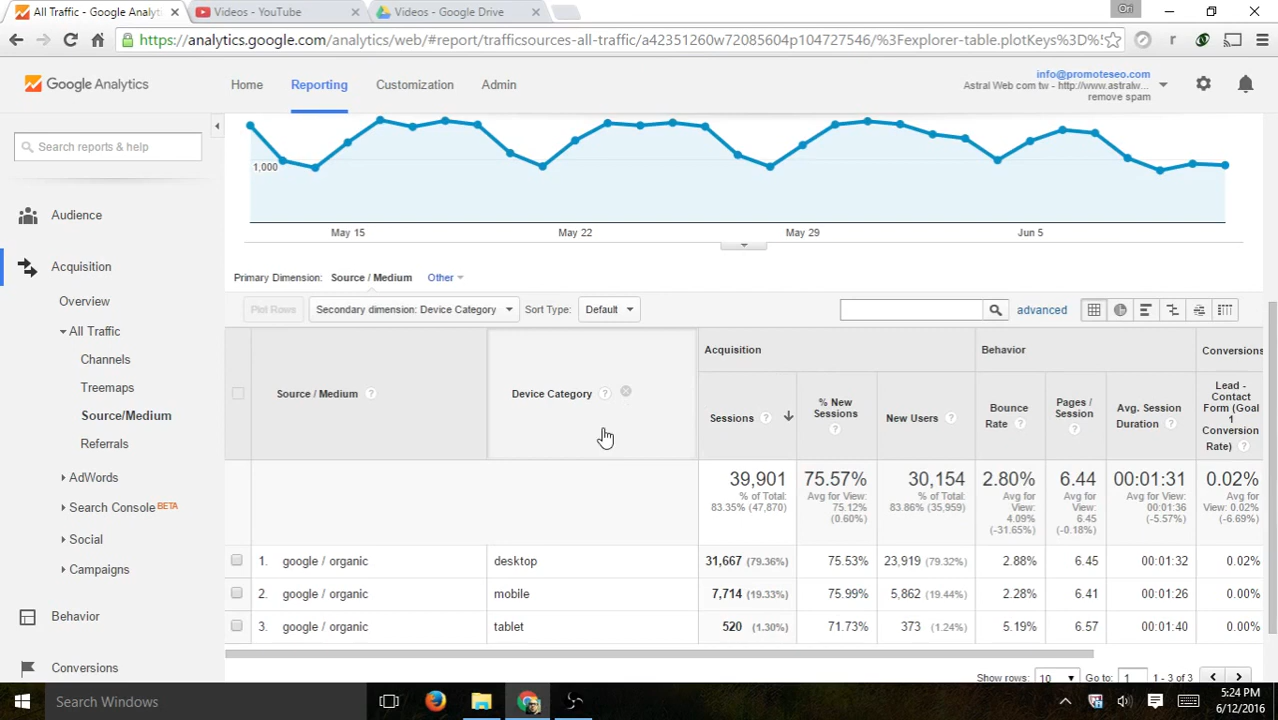 All Traffic - Google Analyti
Videos - YouTube
Videos - Google Drive
Ori
https://analytics.google.com/analytics/web/#report/trafficsources-all-traffic/a42351260w72085604p104727546/%3Fexplorer-table.plotKeys%3D%5
Google Analytics
Home
Reporting
Customization
Admin
info@promoteseo.com
Astral Web com tw - http://www.astralw...
remove spam
Search reports & help
Audience
Acquisition
Overview
All Traffic
Channels
Treemaps
Source/Medium
Referrals
AdWords
Search Console BETA
Social
Campaigns
Behavior
Conversions
1,000
May 15
May 22
May 29
Jun 5
Primary Dimension: Source / Medium Other
Plot Rows
Secondary dimension: Device Category
Sort Type: Default
advanced
Source / Medium ?
Device Category ?
Acquisition
Behavior
Conversions
Sessions ?
% New
Sessions
?
New Users ?
Bounce
Rate ?
Pages /
Session
?
Avg. Session
Duration ?
Lead -
Contact
Form (Goal
1
Conversion
Rate) ?
39,901
% of Total:
83.35% (47,870)
75.57%
Avg for View:
75.12%
(0.60%)
30,154
% of Total:
83.86% (35,959)
2.80%
Avg for
View:
4.09%
(-31.65%)
6.44
Avg for
View:
6.45
(-0.18%)
00:01:31
Avg for View:
00:01:36
(-5.57%)
0.02%
Avg for
View: 0.02%
(-6.69%)
1. google / organic desktop 31,667 (79.36%) 75.53% 23,919 (79.32%) 2.88% 6.45 00:01:32 0.02%
2. google / organic mobile 7,714 (19.33%) 75.99% 5,862 (19.44%) 2.28% 6.41 00:01:26 0.00%
3. google / organic tablet 520 (1.30%) 71.73% 373 (1.24%) 5.19% 6.57 00:01:40 0.00%
Show rows: 10 Go to: 1 1 - 3 of 3
Search Windows
5:24 PM
6/12/2016